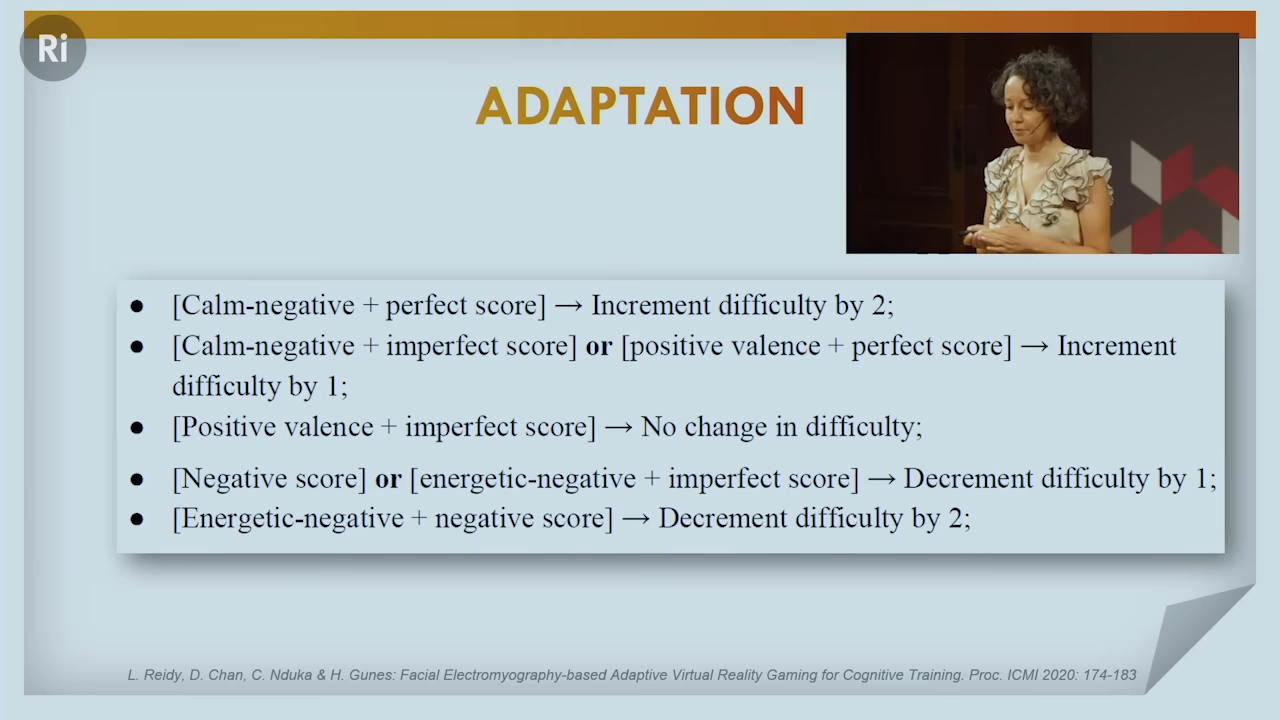 Ri
ADAPTATION
● [Calm-negative + perfect score] → Increment difficulty by 2;
● [Calm-negative + imperfect score] or [positive valence + perfect score] → Increment
difficulty by 1;
● [Positive valence + imperfect score] → No change in difficulty;
● [Negative score] or [energetic-negative + imperfect score] → Decrement difficulty by 1;
● [Energetic-negative + negative score] → Decrement difficulty by 2;
L. Reidy, D. Chan, C. Nduka & H. Gunes: Facial Electromyography-based Adaptive Virtual Reality Gaming for Cognitive Training. Proc. ICMI 2020: 174-183